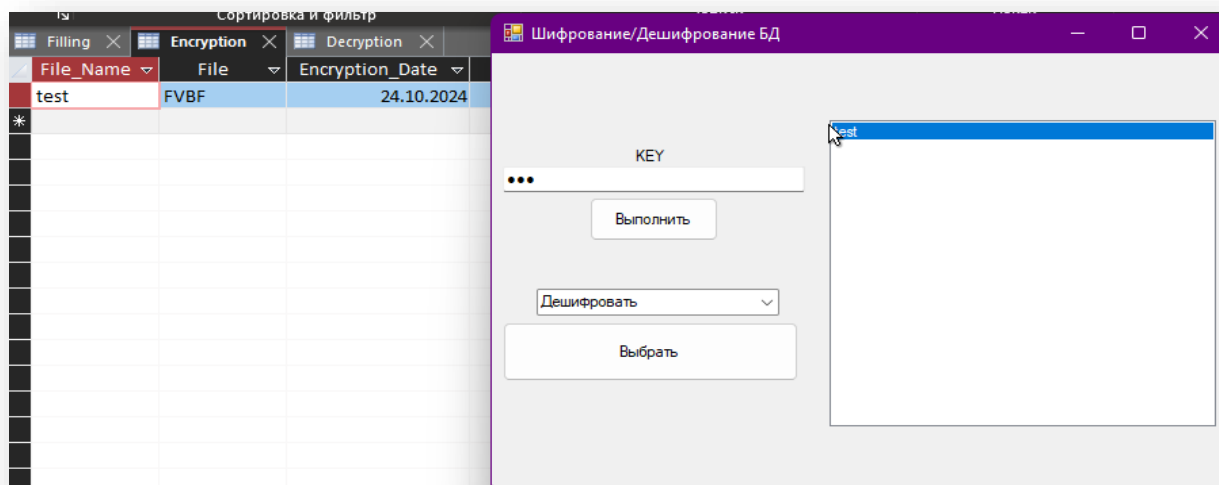 Сортировка и фильтр
Filling
Encryption
Decryption
File_Name
File
Encryption_Date
test
FVBF
24.10.2024
*
Шифрование/Дешифрование БД
KEY
•••
Выполнить
Дешифровать
Выбрать
test